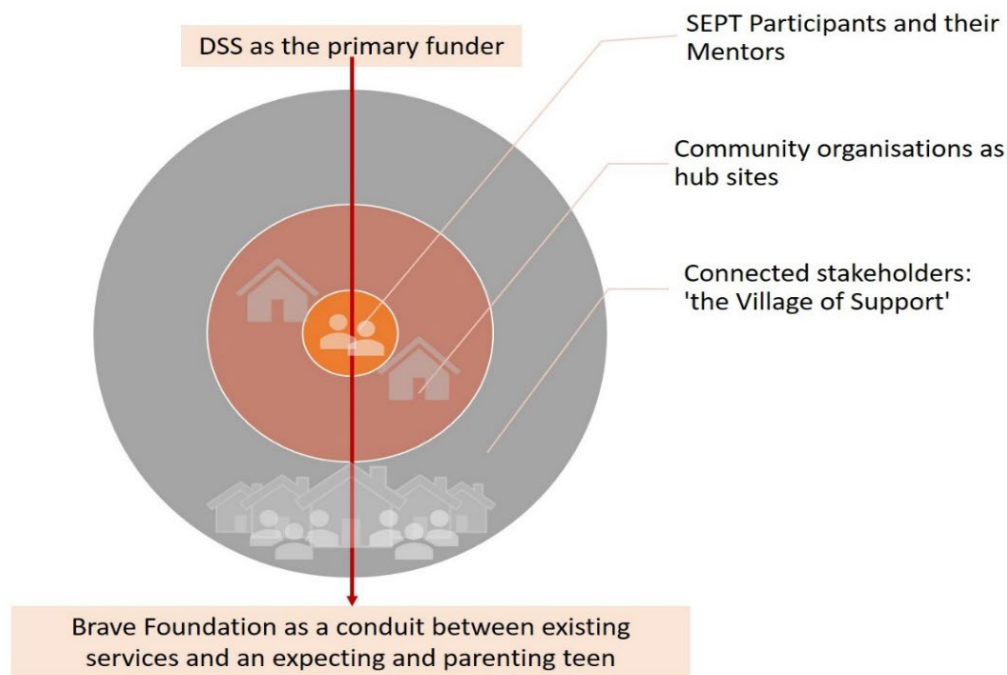 DSS as the primary funder
SEPT Participants and their
Mentors
Community organisations as
hub sites
Connected stakeholders:
'the Village of Support'
Brave Foundation as a conduit between existing
services and an expecting and parenting teen